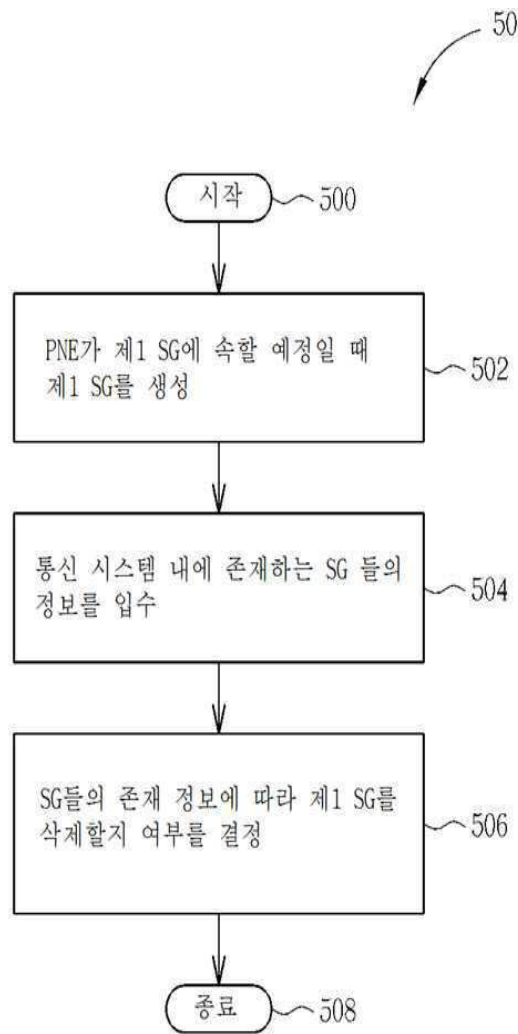 50
시작
500
PNE가 제1 SG에 속할 예정일 때
제1 SG를 생성
502
통신 시스템 내에 존재하는 SG 들의
정보를 입수
504
SG들의 존재 정보에 따라 제1 SG를
삭제할지 여부를 결정
506
종료
508